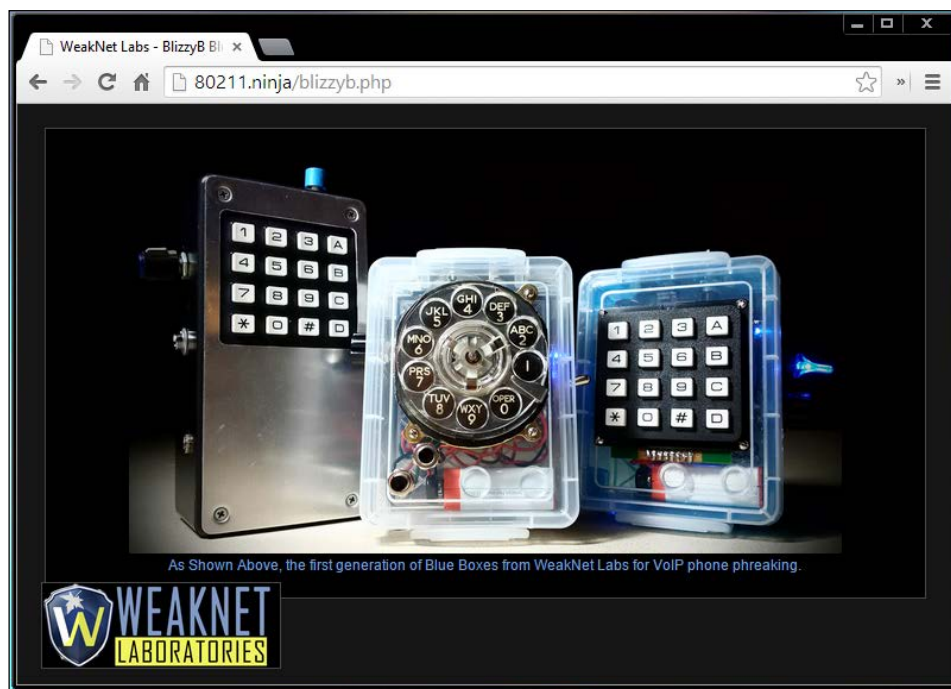 WeakNet Labs - BlizzyB Bl
80211.ninja/blizzyb.php
1 2 3 A
4 5 6 B
7 8 9 C
* 0 # D
GHI 4
JKL 5
DEF 3
MNO 6
ABC 2
PRS 7
1
TUV 8
WXY 9
OPER 0
1 2 3 A
4 5 6 B
7 8 9 C
* 0 # D
As Shown Above, the first generation of Blue Boxes from WeakNet Labs for VoIP phone phreaking.
W
WEAKNET
LABORATORIES